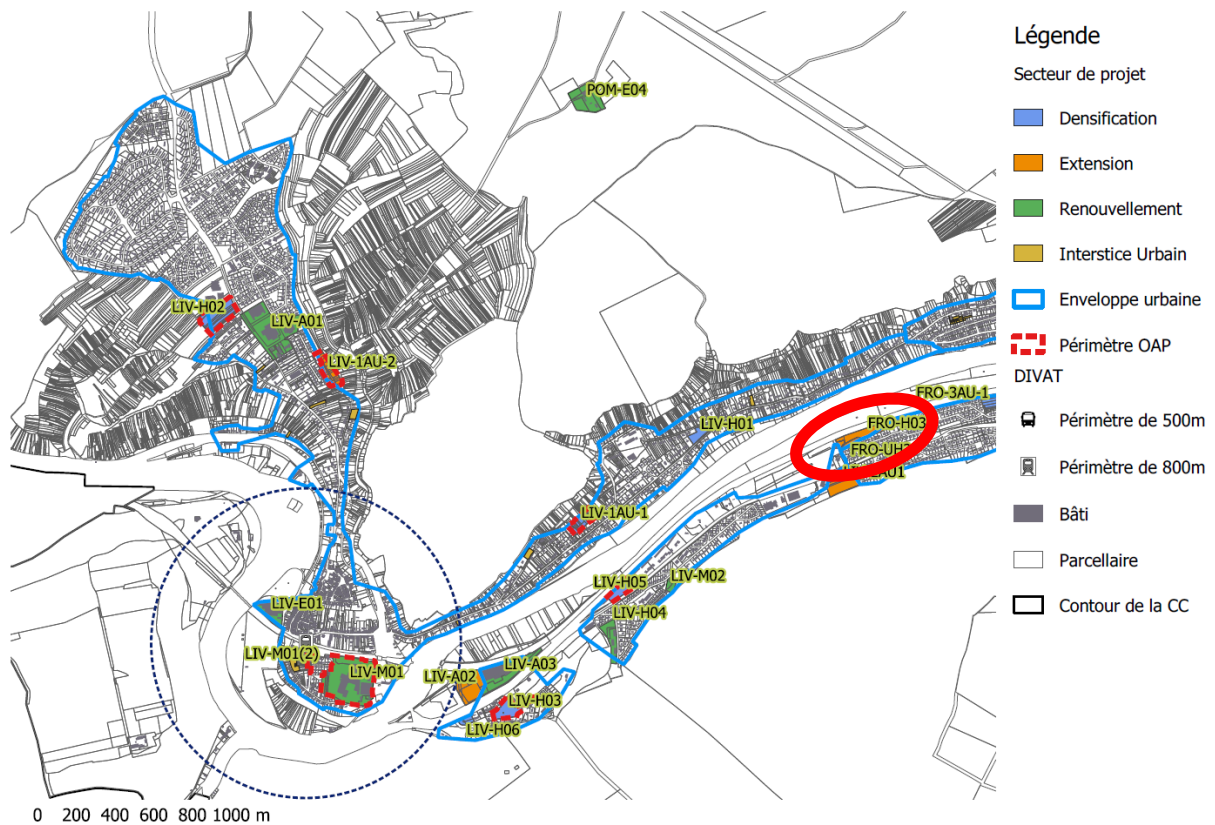 POM-E04
LIV-H02
LIV-A01
LIV-1AU-2
FRO-3AU-1
LIV-H01
FRO-H03
FRO-UH
AU1
LIV-1AU-1
LIV-H05
LIV-M02
LIV-E01
LIV-H04
LIV-M01(2)
LIV-M01
LIV-A02
LIV-A03
LIV-H03
LIV-H06
0 200 400 600 800 1000 m
Légende
Secteur de projet
Densification
Extension
Renouvellement
Interstice Urbain
Enveloppe urbaine
Périmètre OAP
DIVAT
Périmètre de 500m
Périmètre de 800m
Bâti
Parcellaire
Contour de la CC